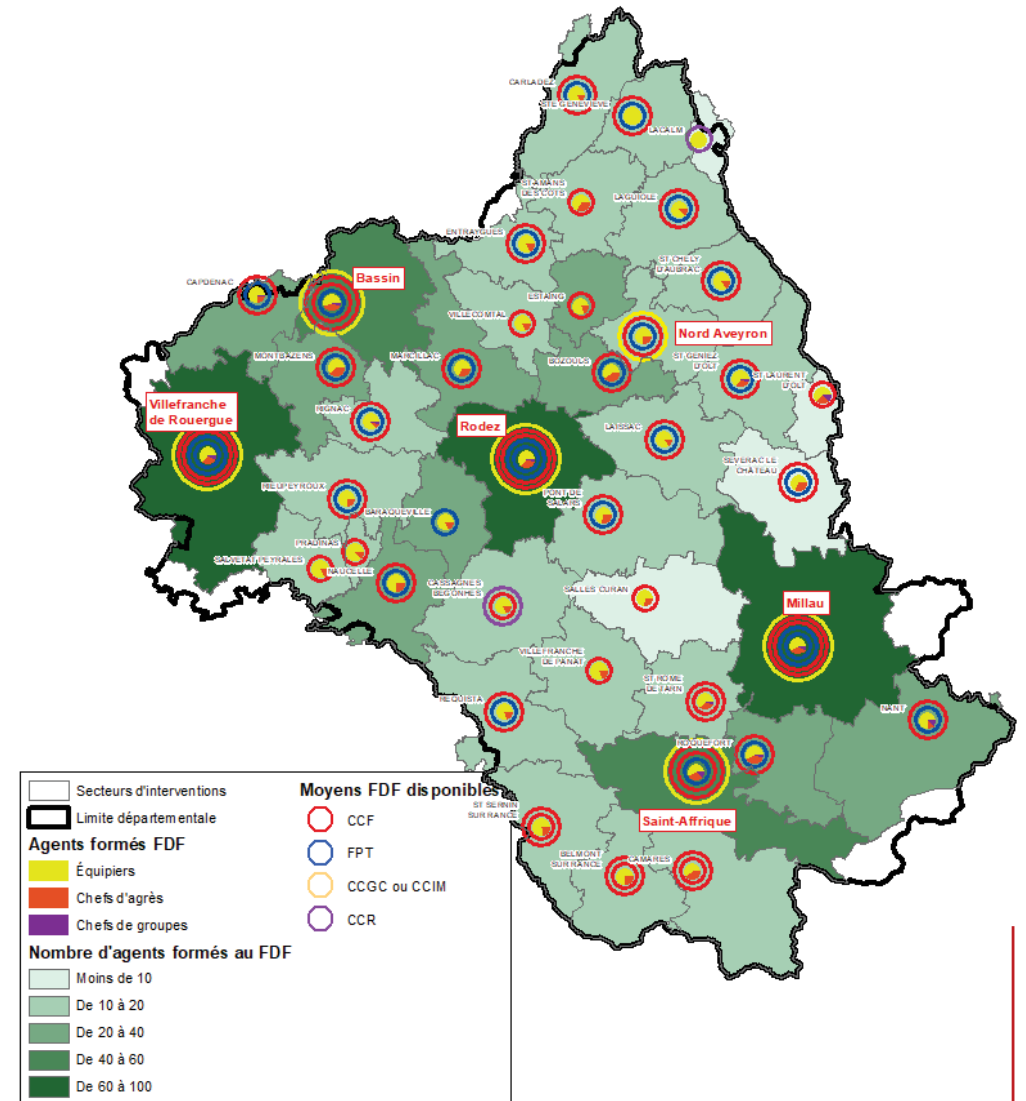 CARLADEZ
STE GENEVIEVE
LACALM
ST AMANS
DES COTS
LAGUIOLE
ENTRAYGUES
ST CHELY
D'AUBRAC
CAPDENAC
Bassin
ESTAING
VILLECOMTAL
Nord Aveyron
MONTBAZENS
MARCILLAC
BOZOULS
ST GENIEZ
D'OLT
ST LAURENT
D'OLT
Villefranche
de Rouergue
RIGNAC
Rodez
LAISSAC
SEVERAC LE
CHÂTEAU
RIEUPEYROUX
BARAQUEVILLE
PONT DE
SALARS
PRADINAS
SALVETAT PEYRALES
NAUCELLE
CASSAGNES
BEGONHES
SALLES CURAN
Millau
VILLEFRANCHE
DE PANAT
ST ROME
DE TARN
REQUISTA
NANT
ROQUEFORT
Saint-Affrique
ST SERNIN
SUR RANCE
BELMONT
SUR RANCE
CAMARES
Secteurs d'interventions
Limite départementale
Agents formés FDF
Équipiers
Chefs d'agrès
Chefs de groupes
Nombre d'agents formés au FDF
Moins de 10
De 10 à 20
De 20 à 40
De 40 à 60
De 60 à 100
Moyens FDF disponibles
CCF
FPT
CCGC ou CCIM
CCR